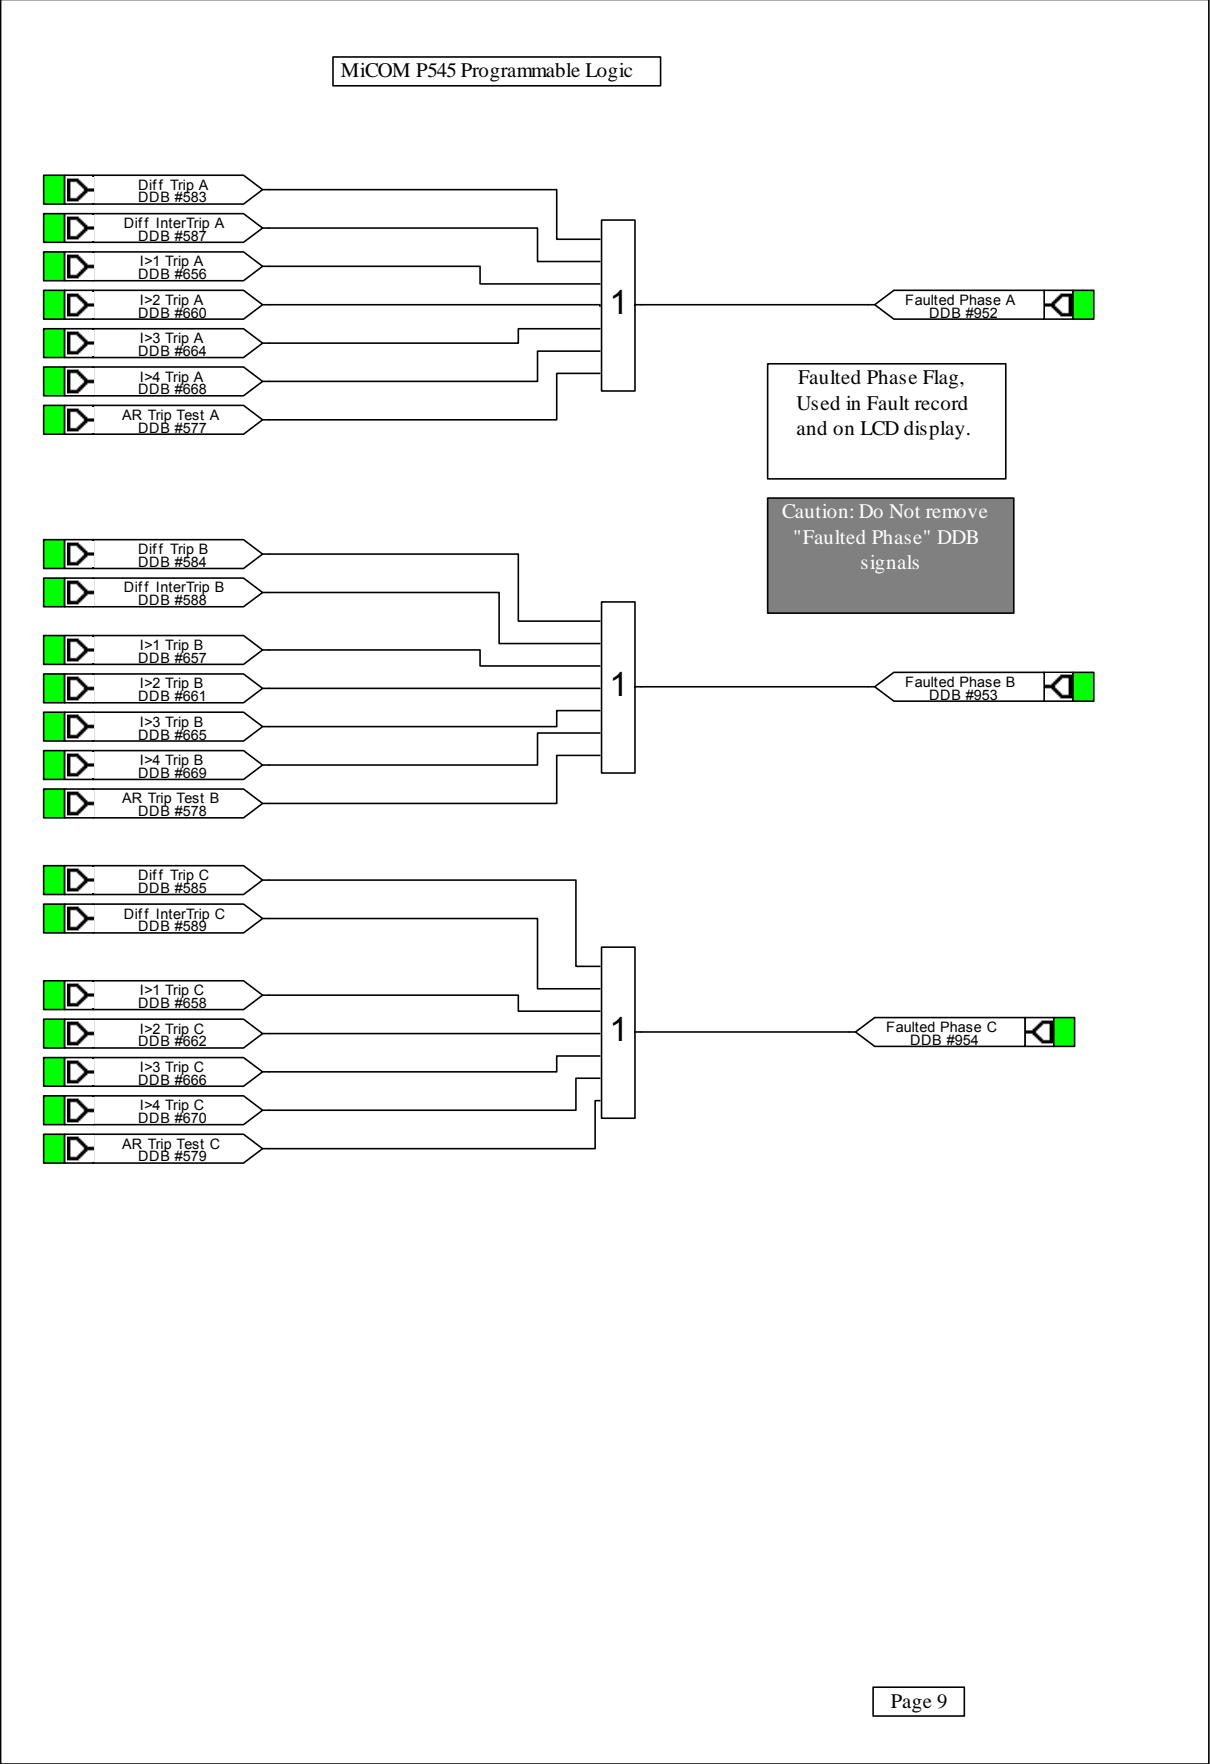 MiCOM P545 Programmable Logic
Diff Trip A
DDB #583
Diff InterTrip A
DDB #587
I>1 Trip A
DDB #656
I>2 Trip A
DDB #660
I>3 Trip A
DDB #664
I>4 Trip A
DDB #668
AR Trip Test A
DDB #577
1
Faulted Phase A
DDB #952
Faulted Phase Flag,
Used in Fault record
and on LCD display.
Caution: Do Not remove
"Faulted Phase" DDB
signals
Diff Trip B
DDB #584
Diff InterTrip B
DDB #588
I>1 Trip B
DDB #657
I>2 Trip B
DDB #661
I>3 Trip B
DDB #665
I>4 Trip B
DDB #669
AR Trip Test B
DDB #578
1
Faulted Phase B
DDB #953
Diff Trip C
DDB #585
Diff InterTrip C
DDB #589
I>1 Trip C
DDB #658
I>2 Trip C
DDB #662
I>3 Trip C
DDB #666
I>4 Trip C
DDB #670
AR Trip Test C
DDB #579
1
Faulted Phase C
DDB #954
Page 9